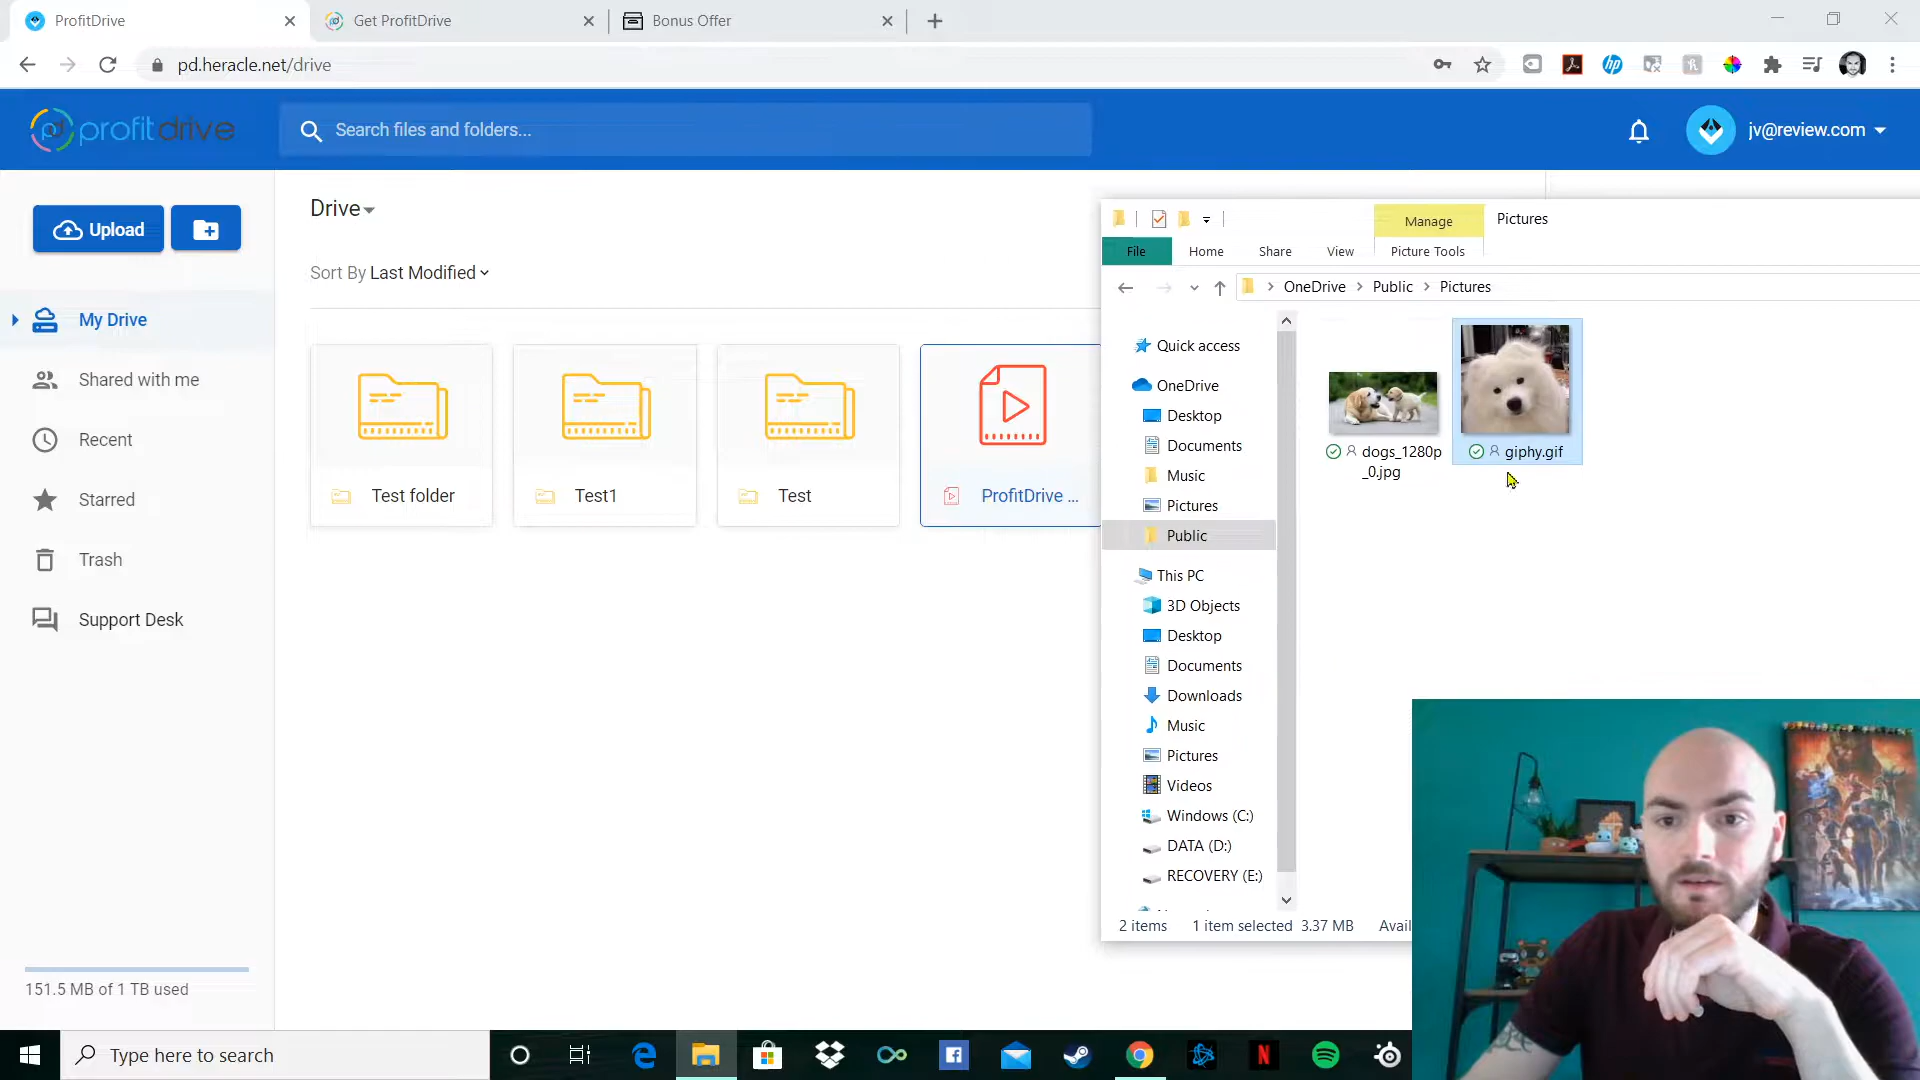 ProfitDrive
Get ProfitDrive
Bonus Offer
pd.heracle.net/drive
profitdrive
Search files and folders...
jv@review.com
Upload
My Drive
Shared with me
Recent
Starred
Trash
Support Desk
151.5 MB of 1 TB used
Drive
Sort By Last Modified
Test folder
Test1
Test
ProfitDrive ...
Manage
Pictures
File
Home
Share
View
Picture Tools
OneDrive
Public
Pictures
Quick access
OneDrive
Desktop
Documents
Music
Pictures
Public
This PC
3D Objects
Desktop
Documents
Downloads
Music
Pictures
Videos
Windows (C:)
DATA (D:)
RECOVERY (E:)
dogs_1280p
_0.jpg
giphy.gif
2 items
1 item selected 3.37 MB
Avail
Type here to search